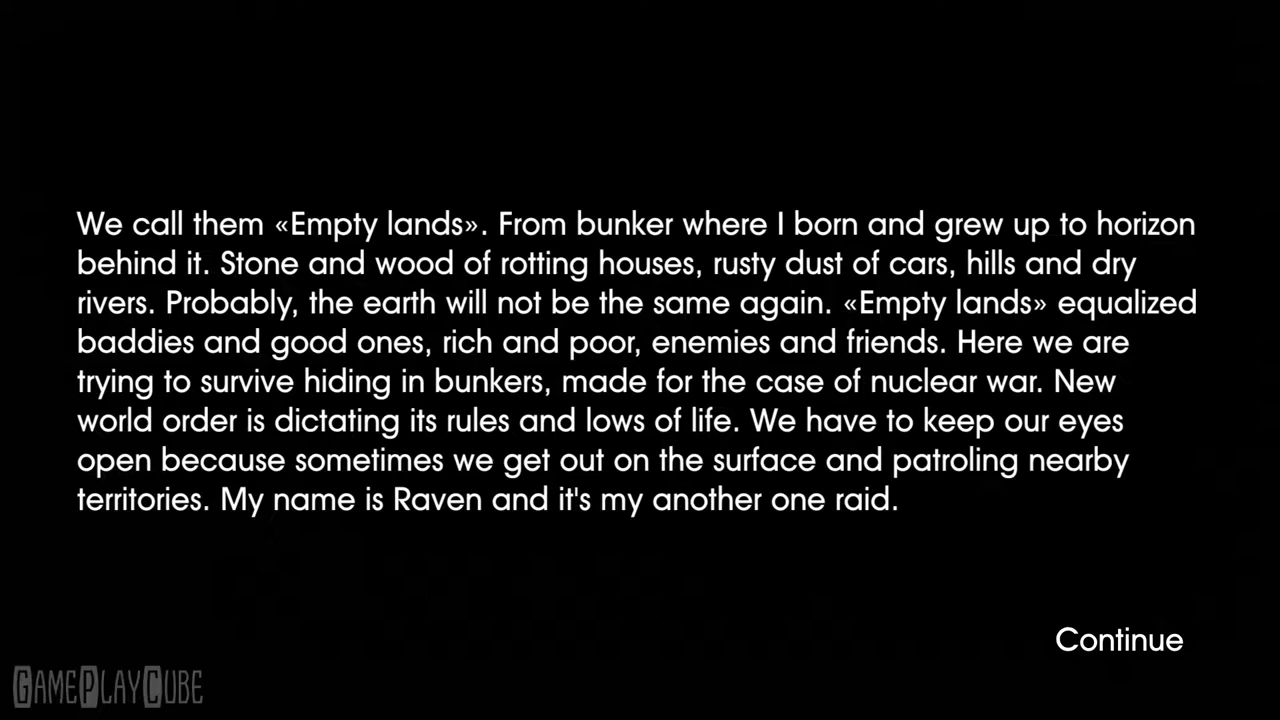 We call them «Empty lands». From bunker where I born and grew up to horizon
behind it. Stone and wood of rotting houses, rusty dust of cars, hills and dry
rivers. Probably, the earth will not be the same again. «Empty lands» equalized
baddies and good ones, rich and poor, enemies and friends. Here we are
trying to survive hiding in bunkers, made for the case of nuclear war. New
world order is dictating its rules and lows of life. We have to keep our eyes
open because sometimes we get out on the surface and patroling nearby
territories. My name is Raven and it's my another one raid.
Continue
GAMEPLAYCUBE